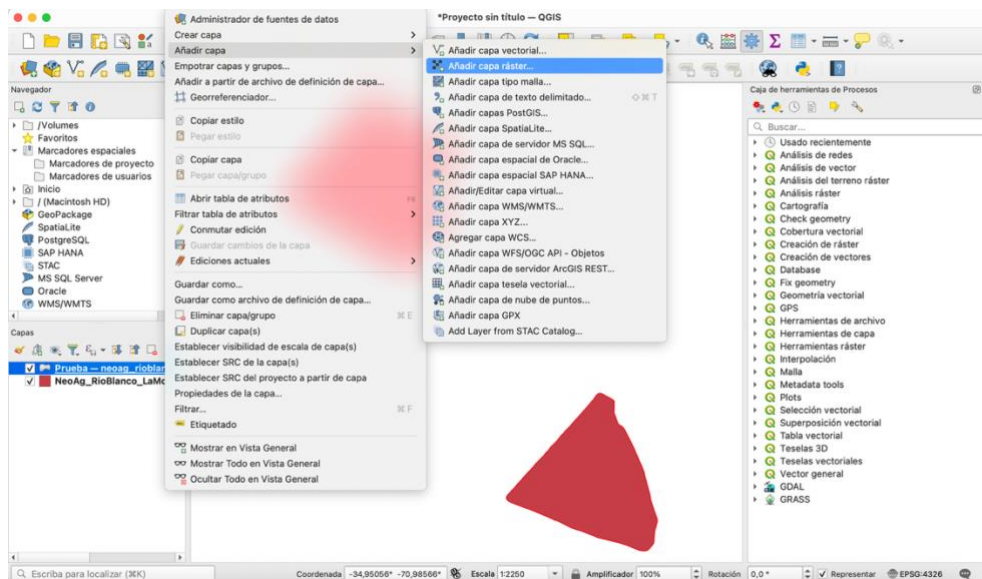 *Proyecto sin título — QGIS
Administrador de fuentes de datos
Crear capa
Añadir capa
Empotrar capas y grupos...
Añadir a partir de archivo de definición de capa...
Georreferenciador...
Copiar estilo
Pegar estilo
Copiar capa
Pegar capa/grupo
Abrir tabla de atributos F6
Filtrar tabla de atributos
Conmutar edición
Guardar cambios de la capa
Ediciones actuales
Guardar como...
Guardar como archivo de definición de capa...
Eliminar capa/grupo ⌘ E
Duplicar capa(s)
Establecer visibilidad de escala de capa(s)
Establecer SRC de la capa(s)
Establecer SRC del proyecto a partir de capa
Propiedades de la capa...
Filtrar... ⌘ F
Etiquetado
Mostrar en Vista General
Mostrar Todo en Vista General
Ocultar Todo en Vista General
Añadir capa vectorial...
Añadir capa ráster...
Añadir capa tipo malla...
Añadir capa de texto delimitado... ⇧⌘ T
Añadir capas PostGIS...
Añadir capa SpatiaLite...
Añadir capa de servidor MS SQL...
Añadir capa espacial de Oracle...
Añadir capa espacial SAP HANA...
Añadir/Editar capa virtual...
Añadir capa WMS/WMTS...
Añadir capa XYZ...
Agregar capa WCS...
Añadir capa WFS/OGC API - Objetos
Añadir capa de servidor ArcGIS REST...
Añadir capa tesela vectorial...
Añadir capa de nube de puntos...
Añadir capa GPX
Add Layer from STAC Catalog...
Navegador
/Volumes
Favoritos
Marcadores espaciales
Marcadores de proyecto
Marcadores de usuarios
Inicio
/ (Macintosh HD)
GeoPackage
SpatiaLite
PostgreSQL
SAP HANA
STAC
MS SQL Server
Oracle
WMS/WMTS
Capas
Prueba — neoag_rioblan
NeoAg_RioBlanco_LaMo
Caja de herramientas de Procesos
Buscar...
Usado recientemente
Análisis de redes
Análisis de vector
Análisis del terreno ráster
Análisis ráster
Cartografía
Check geometry
Cobertura vectorial
Creación de ráster
Creación de vectores
Database
Fix geometry
Geometría vectorial
GPS
Herramientas de archivo
Herramientas de capa
Herramientas ráster
Interpolación
Malla
Metadata tools
Plots
Selección vectorial
Superposición vectorial
Tabla vectorial
Teselas 3D
Teselas vectoriales
Vector general
GDAL
GRASS
Escriba para localizar (⌘K)
Coordenada -34,95056° -70,98566° Escala 1:2250 Amplificador 100% Rotación 0,0 ° Representar EPSG:4326